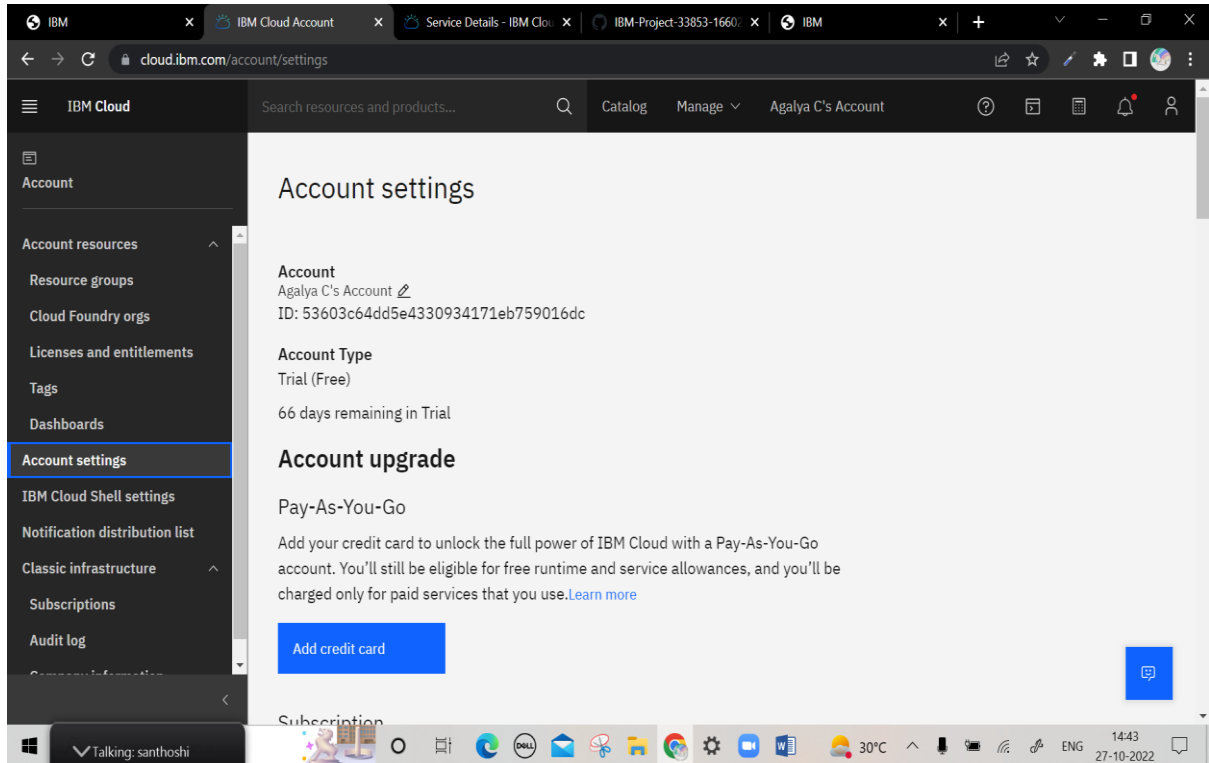 IBM
IBM Cloud Account
Service Details - IBM Clou
IBM-Project-33853-1660
IBM
cloud.ibm.com/account/settings
IBM Cloud
Search resources and products...
Catalog
Manage
Agalya C's Account
Account
Account resources
Resource groups
Cloud Foundry orgs
Licenses and entitlements
Tags
Dashboards
Account settings
IBM Cloud Shell settings
Notification distribution list
Classic infrastructure
Subscriptions
Audit log
Company information
Account settings
Account
Agalya C's Account
ID: 53603c64dd5e4330934171eb759016dc
Account Type
Trial (Free)
66 days remaining in Trial
Account upgrade
Pay-As-You-Go
Add your credit card to unlock the full power of IBM Cloud with a Pay-As-You-Go
account. You'll still be eligible for free runtime and service allowances, and you'll be
charged only for paid services that you use.Learn more
Add credit card
Subscription
Talking: santhoshi
DELL
30°C
ENG
14:43
27-10-2022